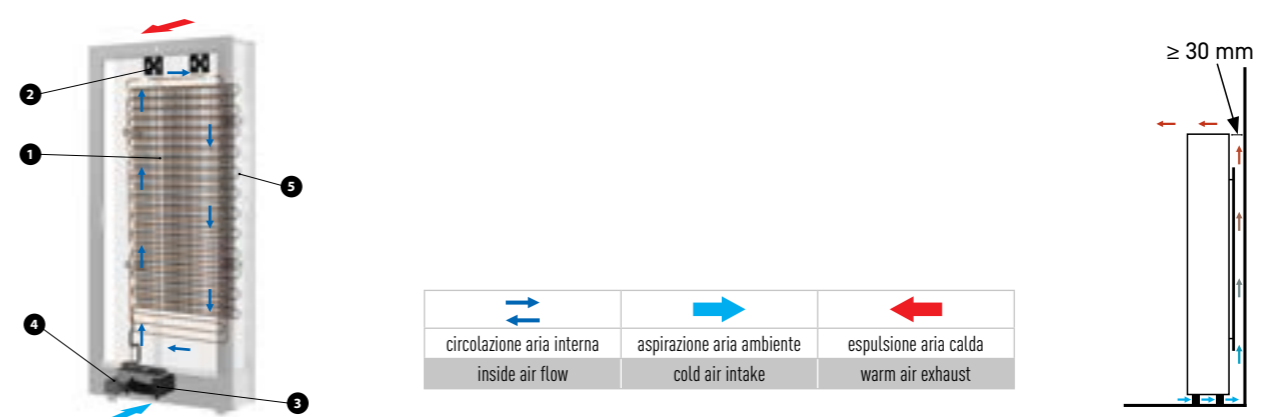 2
1
5
4
3
circolazione aria interna
aspirazione aria ambiente
espulsione aria calda
inside air flow
cold air intake
warm air exhaust
≥ 30 mm